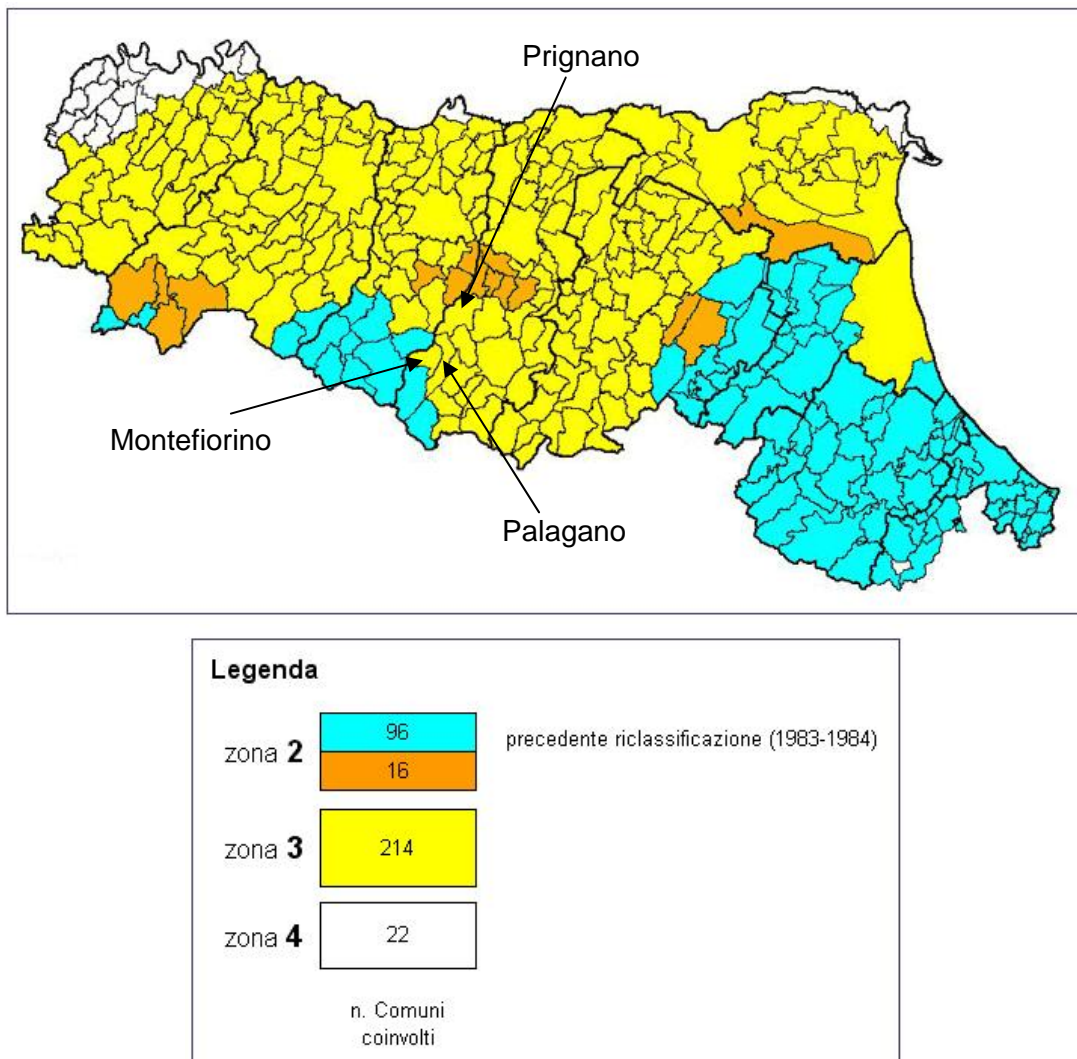 Prignano
Montefiorino
Palagano
Legenda
zona 2
96
precedente riclassificazione (1983-1984)
16
zona 3
214
zona 4
22
n. Comuni
coinvolti